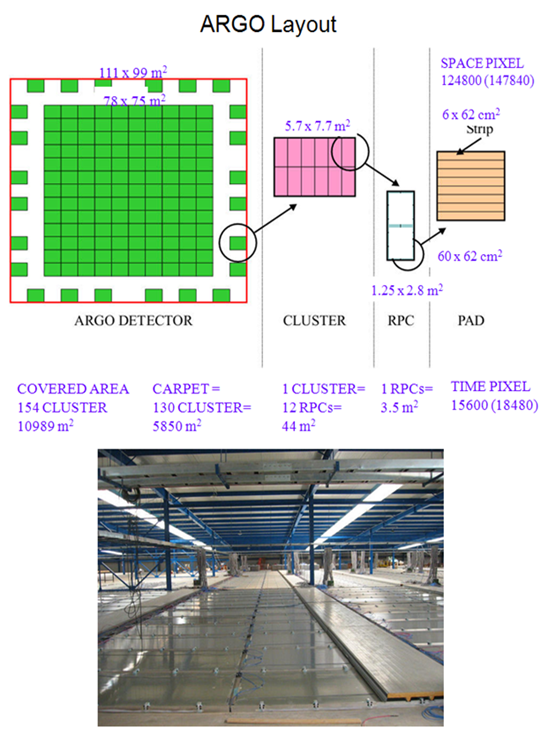 ARGO Layout
111 x 99 m²
78 x 75 m²
5.7 x 7.7 m²
SPACE PIXEL
124800 (147840)
6 x 62 cm²
Strip
60 x 62 cm²
1.25 x 2.8 m²
ARGO DETECTOR
CLUSTER
RPC
PAD
COVERED AREA
154 CLUSTER
10989 m²
CARPET =
130 CLUSTER=
5850 m²
1 CLUSTER=
12 RPCs=
44 m²
1 RPCs=
3.5 m²
TIME PIXEL
15600 (18480)